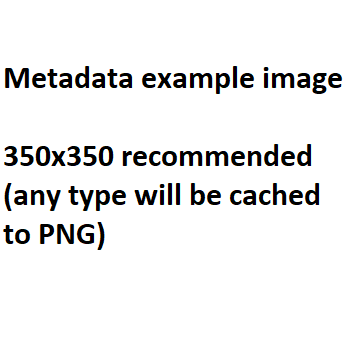 Metadata example image
350x350 recommended
(any type will be cached
to PNG)